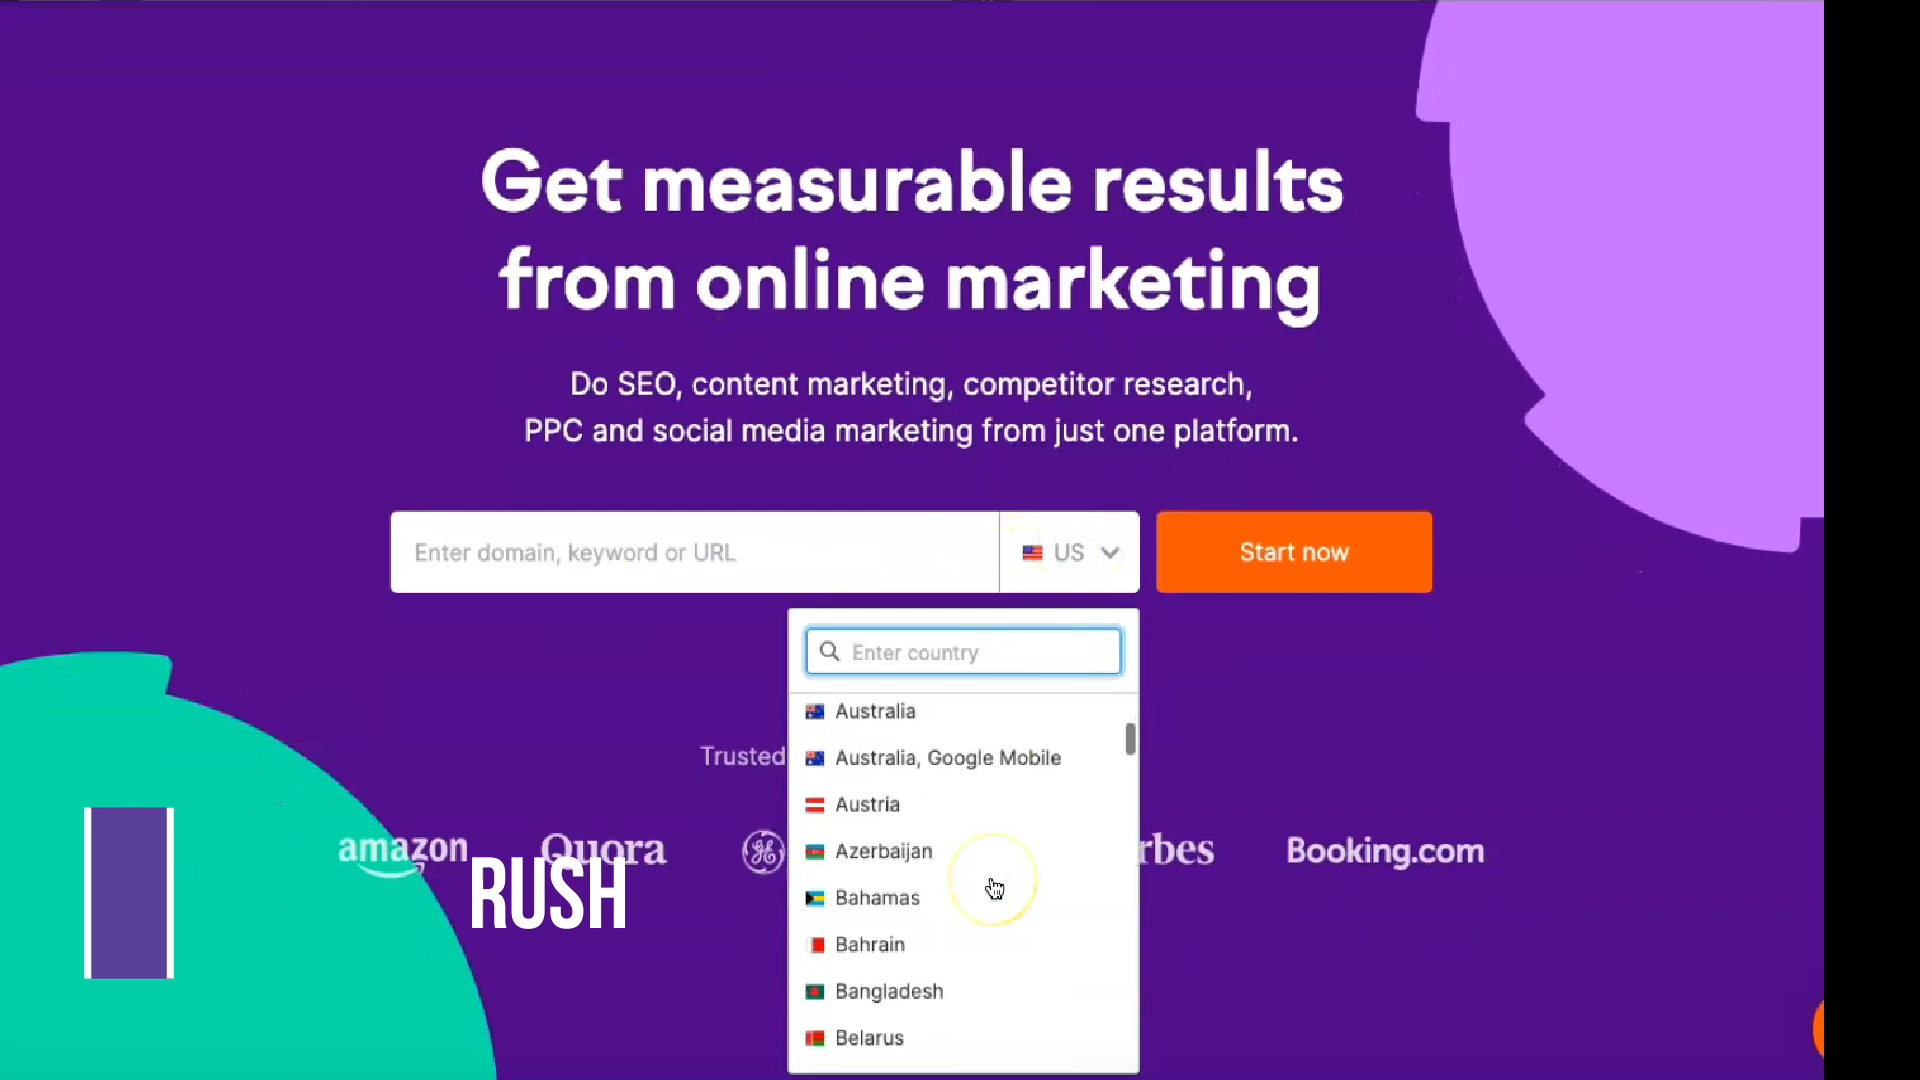 Get measurable results
from online marketing
Do SEO, content marketing, competitor research,
PPC and social media marketing from just one platform.
Enter domain, keyword or URL
US
Start now
Enter country
Australia
Australia, Google Mobile
Austria
Azerbaijan
Bahamas
Bahrain
Bangladesh
Belarus
Trusted
amazon
Quora
GE
rbes
Booking.com
RUSH